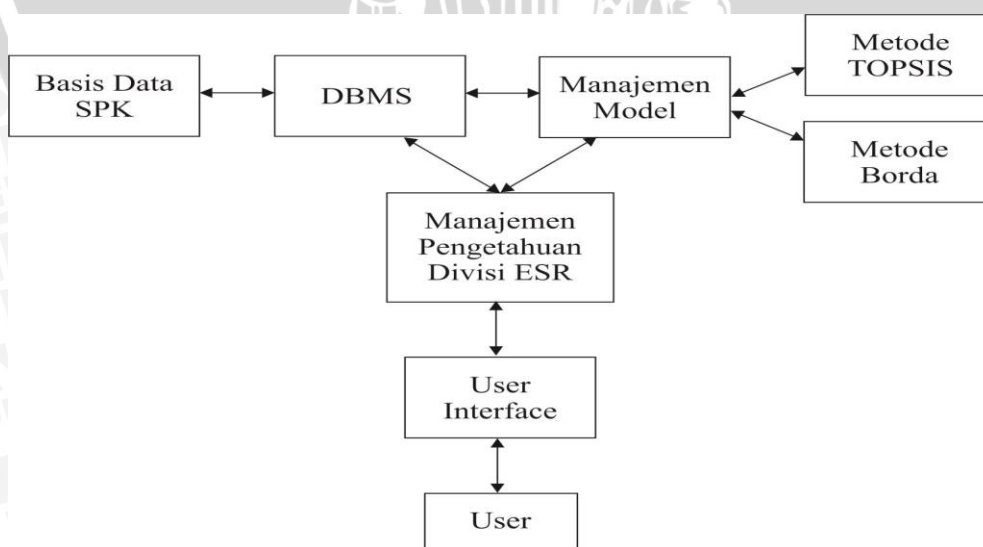 Basis Data
SPK
DBMS
Manajemen
Model
Metode
TOPSIS
Metode
Borda
Manajemen
Pengetahuan
Divisi ESR
User
Interface
User